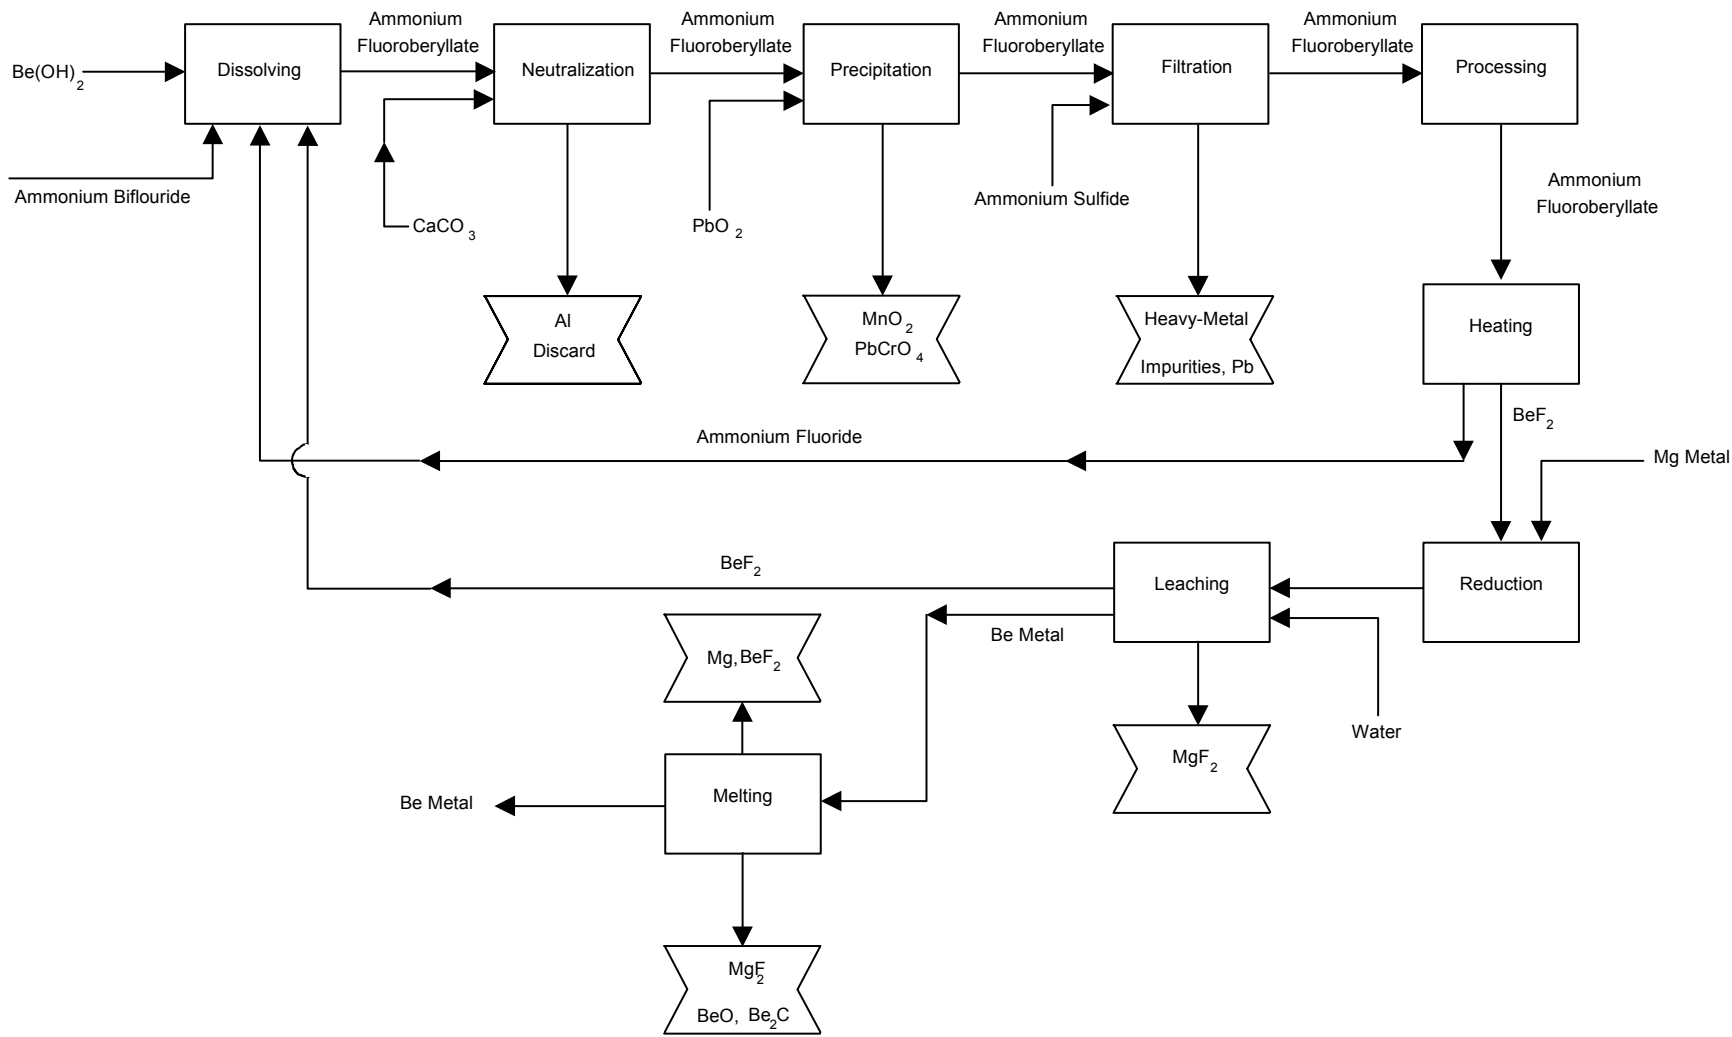 Ammonium
Fluoroberyllate
Ammonium
Fluoroberyllate
Ammonium
Fluoroberyllate
Ammonium
Fluoroberyllate
Be(OH)2
Dissolving
Neutralization
Precipitation
Filtration
Processing
Ammonium Biflouride
CaCO3
PbO2
Ammonium Sulfide
Ammonium
Fluoroberyllate
Al
Discard
MnO2
PbCrO4
Heavy-Metal
Impurities, Pb
Heating
BeF2
Ammonium Fluoride
Mg Metal
BeF2
Leaching
Reduction
Be Metal
Mg, BeF2
Water
MgF2
Melting
Be Metal
MgF2
BeO, Be2C